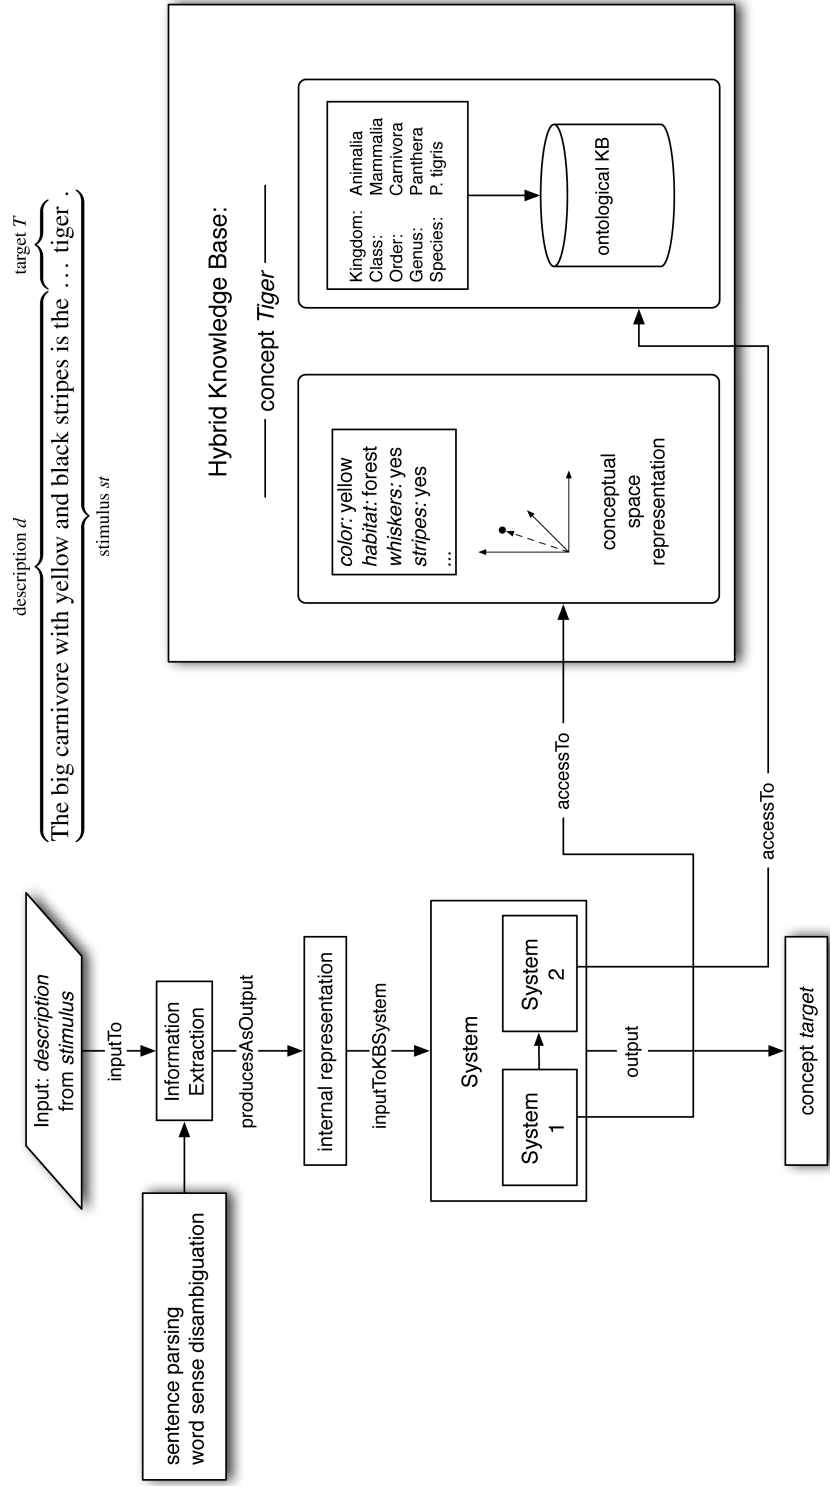 description d
target T
The big carnivore with yellow and black stripes is the … tiger .
stimulus st
Input: description
from stimulus
inputTo
sentence parsing
word sense disambiguation
Information
Extraction
producesAsOutput
internal representation
inputToKBSystem
System
System
1
System
2
output
concept target
accessTo
accessTo
Hybrid Knowledge Base:
concept Tiger
color: yellow
habitat: forest
whiskers: yes
stripes: yes
...
conceptual
space
representation
Kingdom: Animalia
Class: Mammalia
Order: Carnivora
Genus: Panthera
Species: P. tigris
ontological KB